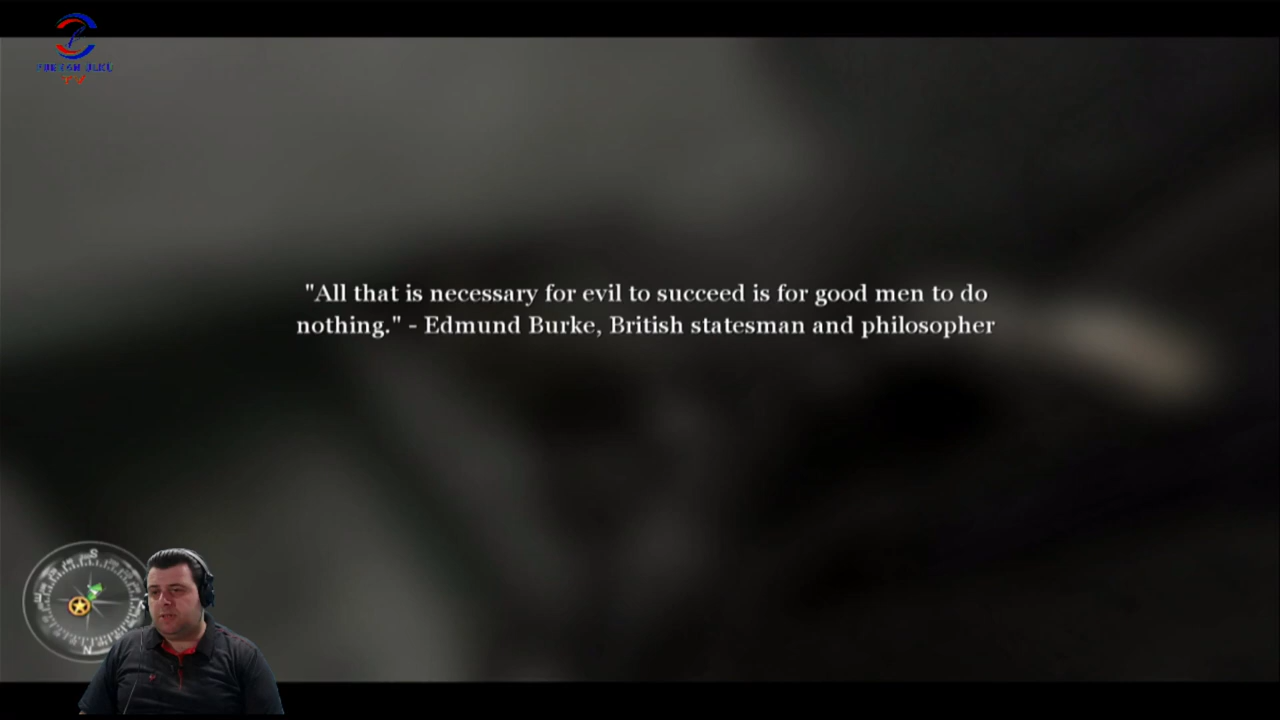 "All that is necessary for evil to succeed is for good men to do
nothing." - Edmund Burke, British statesman and philosopher
S
N